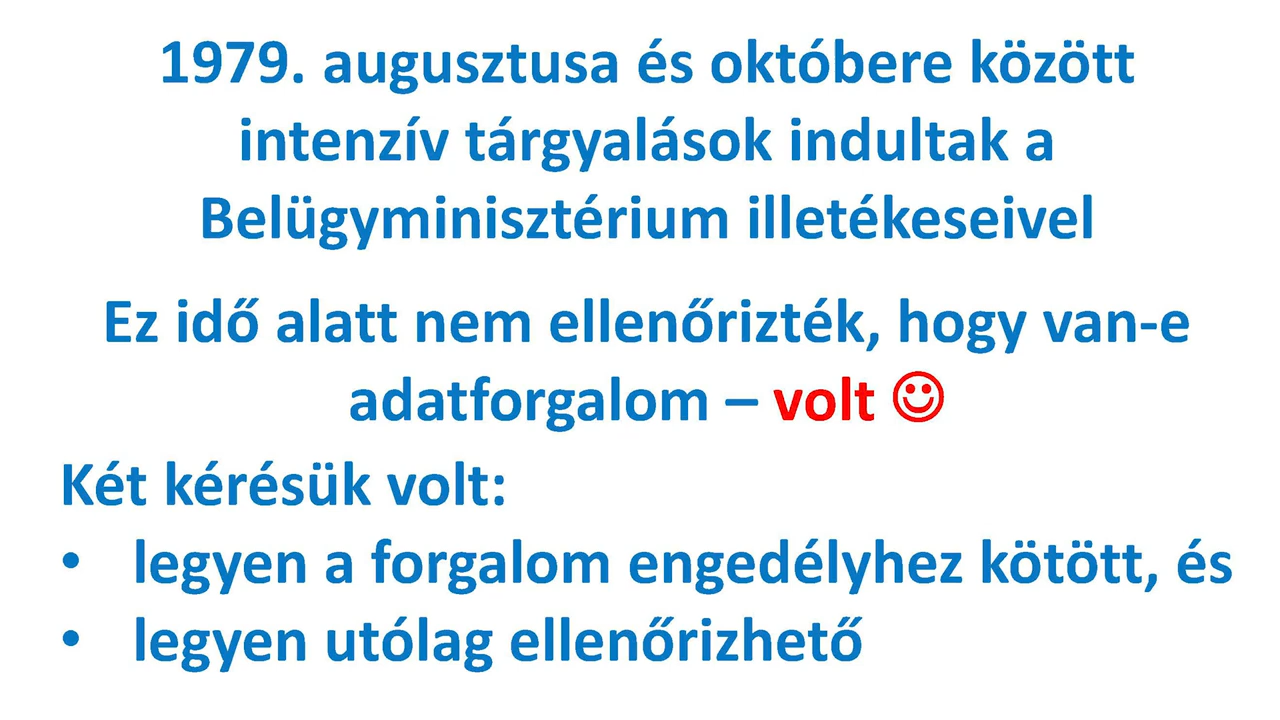 1979. augusztusa és októbere között
intenzív tárgyalások indultak a
Belügyminisztérium illetékeseivel
Ez idő alatt nem ellenőrizték, hogy van-e
adatforgalom – volt ☺
Két kérésük volt:
• legyen a forgalom engedélyhez kötött, és
• legyen utólag ellenőrizhető